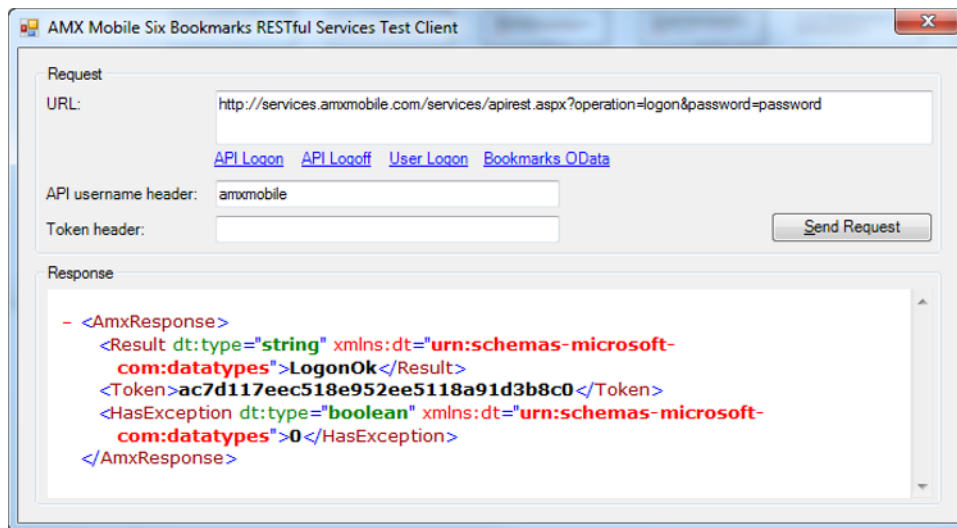 AMX Mobile Six Bookmarks RESTful Services Test Client
Request
URL:
http://services.amxmobile.com/services/apirest.aspx?operation=logon&password=password
API Logon API Logoff User Logon Bookmarks OData
API username header: amxmobile
Token header:
Send Request
Response
- <AmxResponse>
<Result dt:type="string" xmlns:dt="urn:schemas-microsoft-
com:datatypes">LogonOk</Result>
<Token>ac7d117eec518e952ee5118a91d3b8c0</Token>
<HasException dt:type="boolean" xmlns:dt="urn:schemas-microsoft-
com:datatypes">0</HasException>
</AmxResponse>